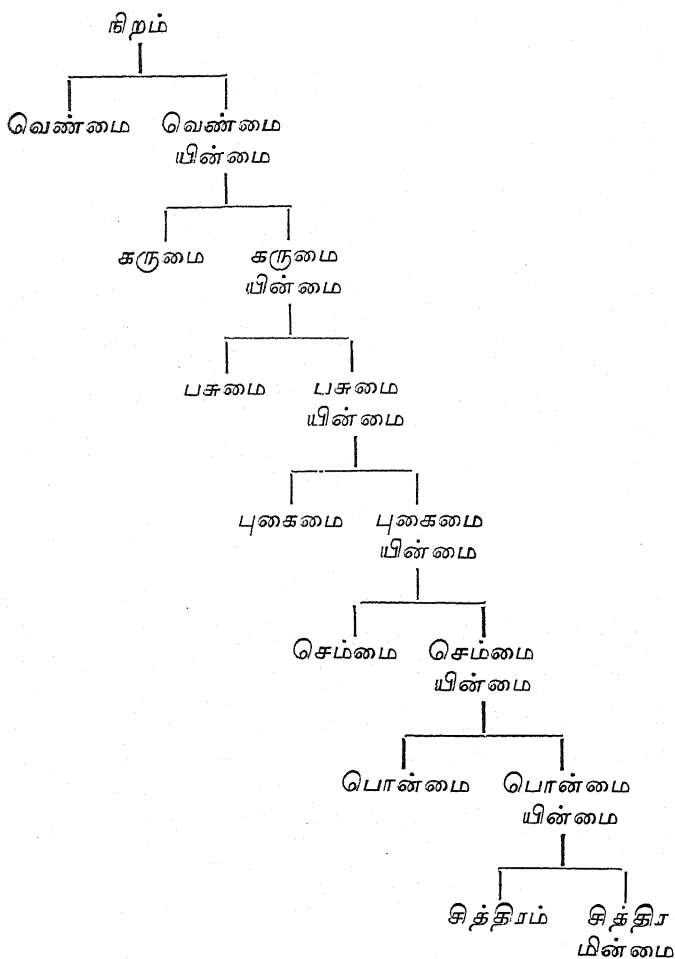 நிறம்
வெண்மை வெண்மை
யின்மை
கருமை கருமை
யின்மை
பசுமை பசுமை
யின்மை
புகைமை புகைமை
யின்மை
செம்மை செம்மை
யின்மை
பொன்மை பொன்மை
யின்மை
சித்திரம் சித்திர
மின்மை